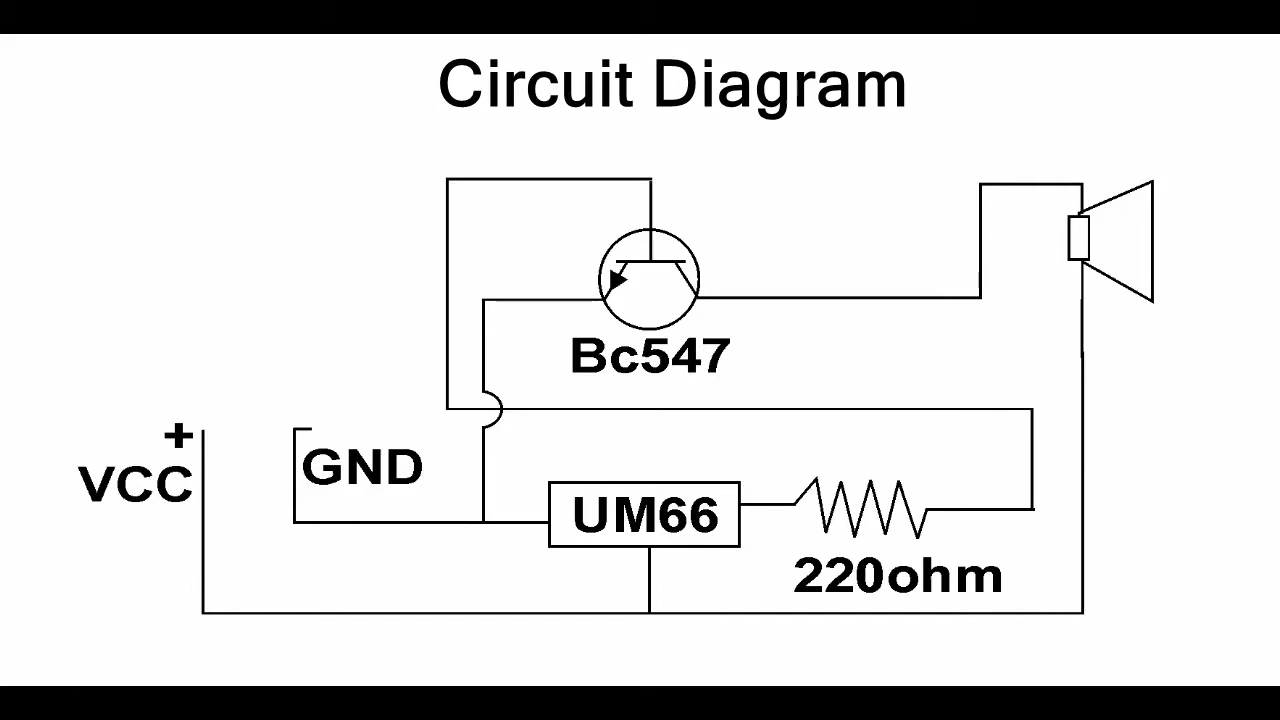 Circuit Diagram
Bc547
+
VCC
GND
UM66
220ohm